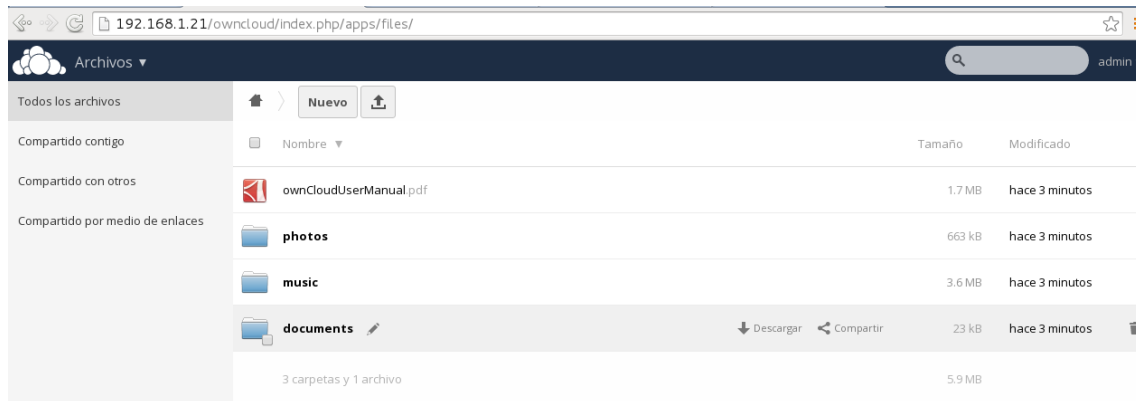 192.168.1.21/owncloud/index.php/apps/files/
Archivos ▾
admin
Todos los archivos
Compartido contigo
Compartido con otros
Compartido por medio de enlaces
Nuevo
Nombre ▼ Tamaño Modificado
ownCloudUserManual.pdf 1.7 MB hace 3 minutos
photos 663 kB hace 3 minutos
music 3.6 MB hace 3 minutos
documents Descargar Compartir 23 kB hace 3 minutos
3 carpetas y 1 archivo 5.9 MB